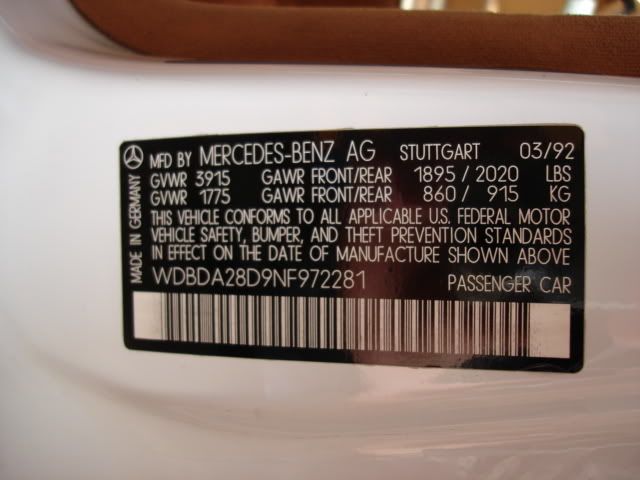 MADE IN GERMANY
MFD BY MERCEDES-BENZ AG STUTTGART 03/92
GVWR 3915 GAWR FRONT/REAR 1895/2020 LBS
GVWR 1775 GAWR FRONT/REAR 860/915 KG
THIS VEHICLE CONFORMS TO ALL APPLICABLE U.S. FEDERAL MOTOR
VEHICLE SAFETY, BUMPER, AND THEFT PREVENTION STANDARDS
IN EFFECT ON THE DATE OF MANUFACTURE SHOWN ABOVE
WDBDA28D9NF972281 PASSENGER CAR